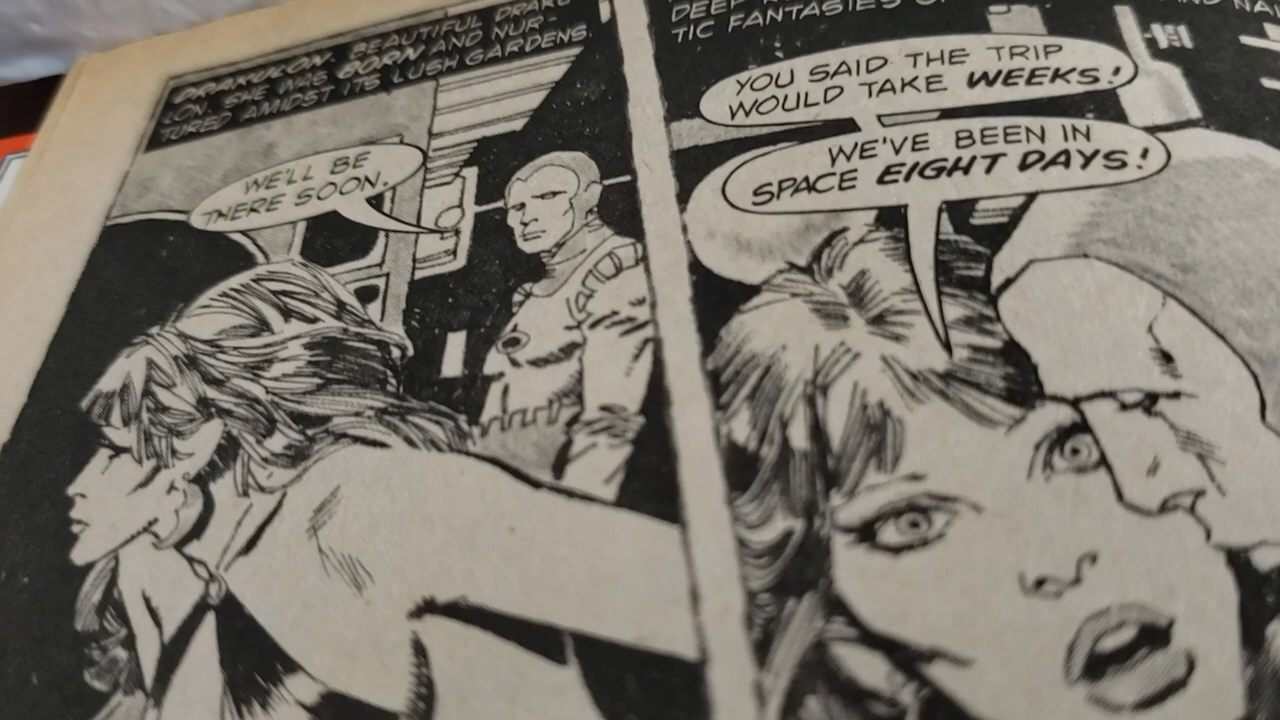 DRAKULON. BEAUTIFUL DRAKU
LON. SHE WAS BORN AND NUR-
TURED AMIDST ITS LUSH GARDENS.
WE'LL BE
THERE SOON.
DEEP
TIC FANTASIES
YOU SAID THE TRIP
WOULD TAKE WEEKS!
WE'VE BEEN IN
SPACE EIGHT DAYS!